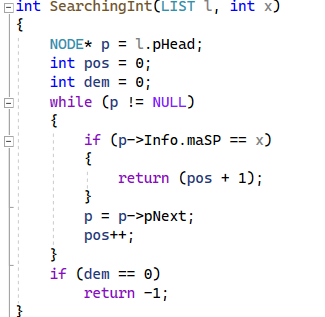 int SearchingInt(LIST l, int x)
{
    NODE* p = l.pHead;
    int pos = 0;
    int dem = 0;
    while (p != NULL)
    {
        if (p->Info.maSP == x)
        {
            return (pos + 1);
        }
        p = p->pNext;
        pos++;
    }
    if (dem == 0)
        return -1;
}